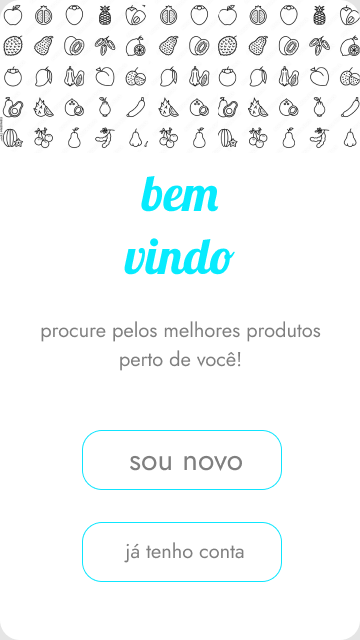 bem
vindo
procure pelos melhores produtos
perto de você!
sou novo
já tenho conta